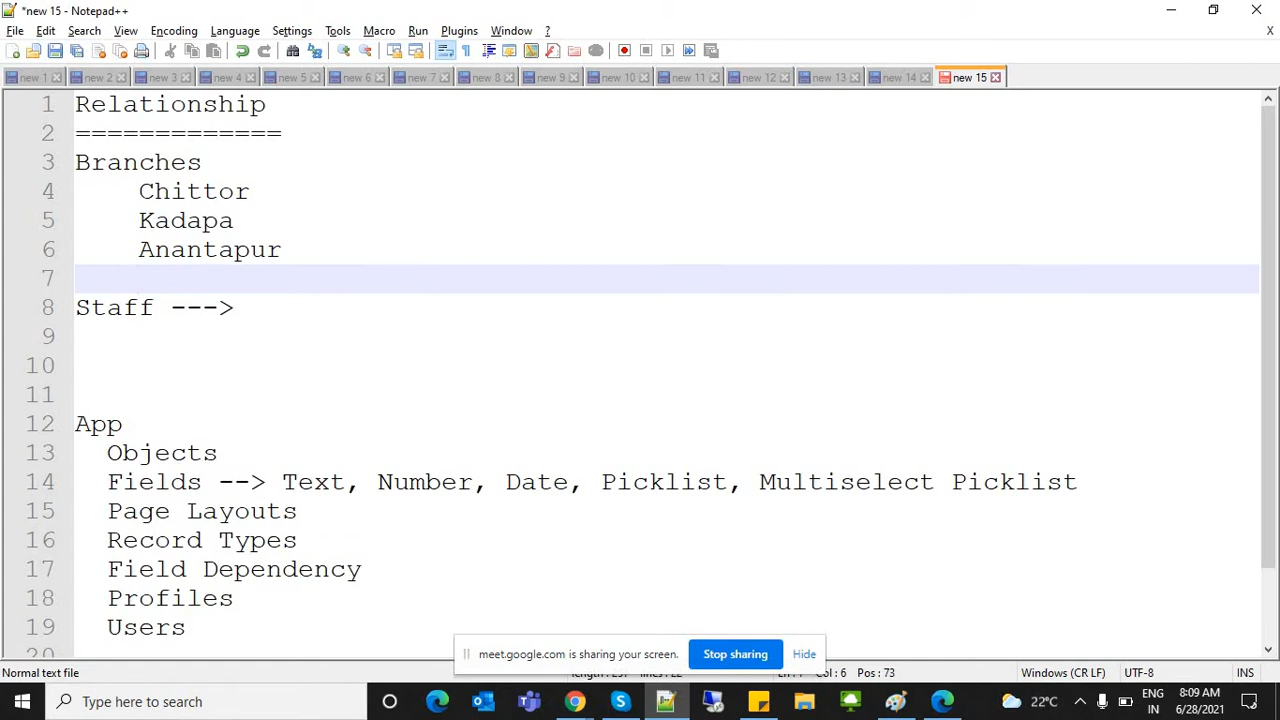 *new 15 - Notepad++
File Edit Search View Encoding Language Settings Tools Macro Run Plugins Window ? X
new 1 new 2 new 3 new 4 new 5 new 6 new 7 new 8 new 9 new 10 new 11 new 12 new 13 new 14 new 15
1 Relationship
2 =============
3 Branches
4 Chittor
5 Kadapa
6 Anantapur
7
8 Staff --->
9
10
11
12 App
13 Objects
14 Fields --> Text, Number, Date, Picklist, Multiselect Picklist
15 Page Layouts
16 Record Types
17 Field Dependency
18 Profiles
19 Users
20
meet.google.com is sharing your screen. Stop sharing Hide
Normal text file Col : 6 Pos : 73 Windows (CR LF) UTF-8 INS
Type here to search 22°C ENG IN 8:09 AM 6/28/2021